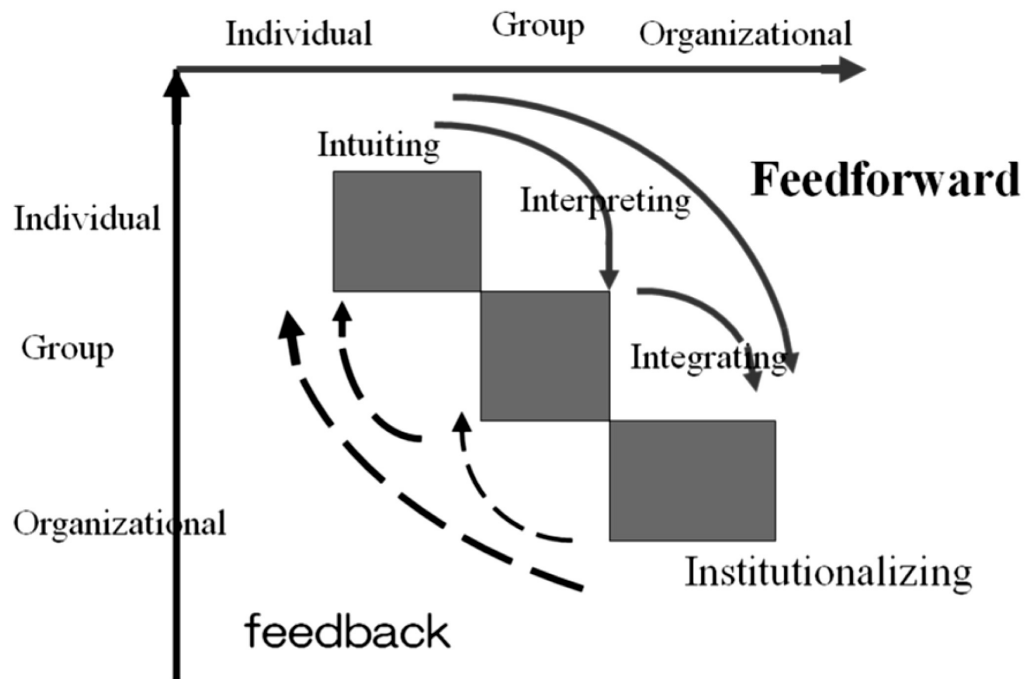 Individual
Group
Organizational
Intuiting
Interpreting
Feedforward
Individual
Group
Integrating
Organizational
Institutionalizing
feedback